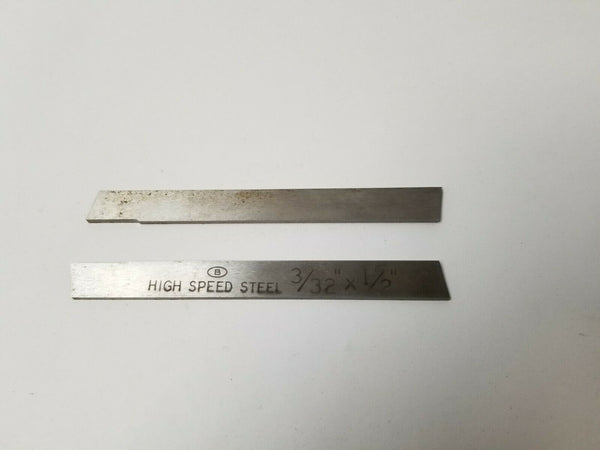 B
HIGH SPEED STEEL 3/32" x 1/2"